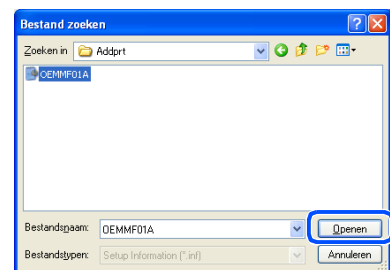 Bestand zoeken
Zoeken in Addprt
OEMMF01A
Bestandsnaam: OEMMF01A Openen
Bestandstypen: Setup Information (*.inf) Annuleren